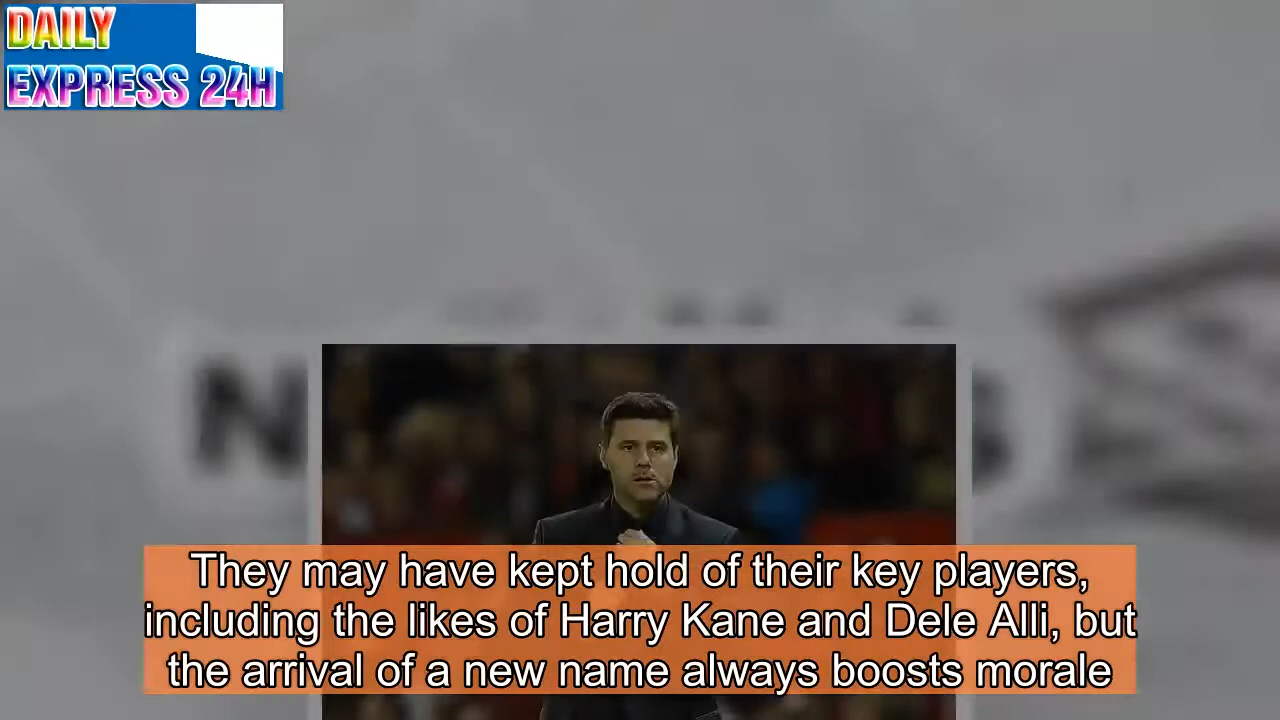 DAILY
EXPRESS 24H
They may have kept hold of their key players,
including the likes of Harry Kane and Dele Alli, but
the arrival of a new name always boosts morale